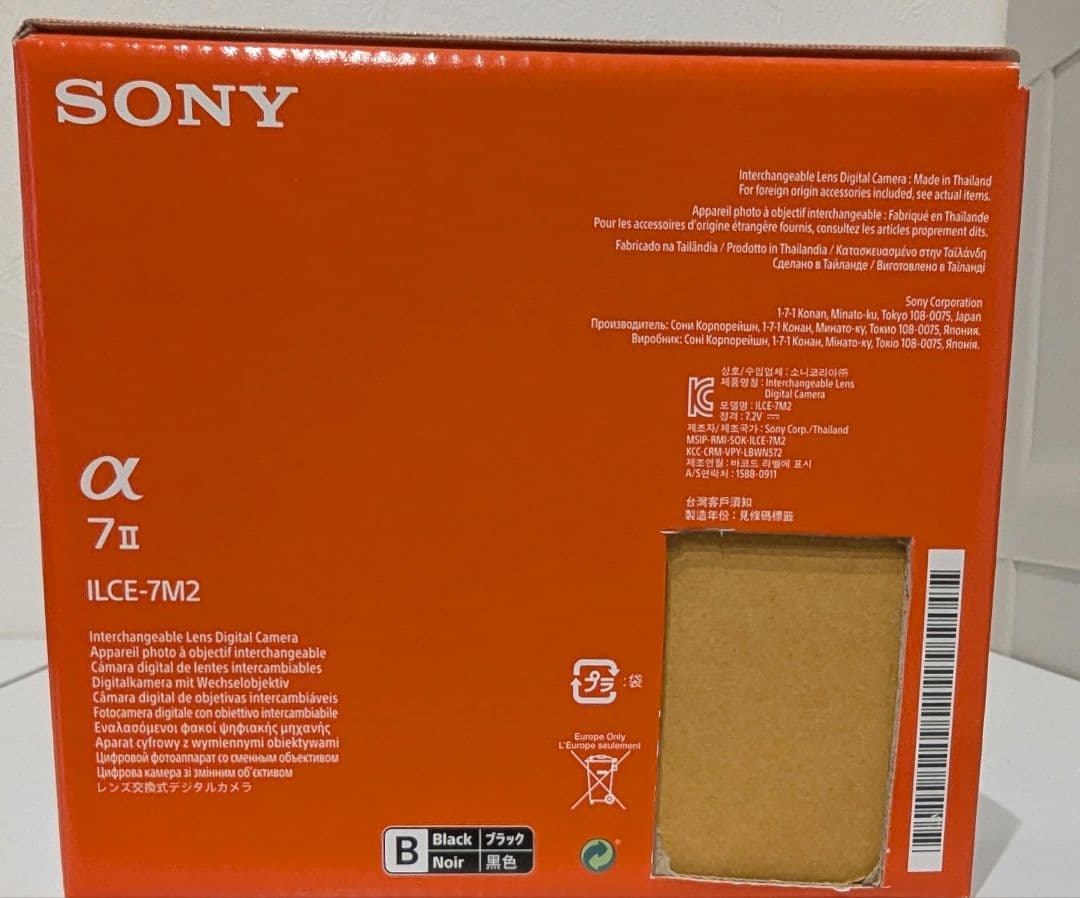 SONY
Interchangeable Lens Digital Camera : Made in Thailand
For foreign origin accessories included, see actual items.
Appareil photo à objectif interchangeable : Fabriqué en Thaïlande
Pour les accessoires d'origine étrangère fournis, consultez les articles proprement dits.
Fabricado na Tailândia / Prodotto in Thailandia / Κατασκευασμένο στην Ταϊλάνδη
Сделано в Тайланде / Виготовлено в Таїланді
Sony Corporation
1-7-1 Konan, Minato-ku, Tokyo 108-0075, Japan
Производитель: Сони Корпорейшн, 1-7-1 Конан, Минато-ку, Токио 108-0075, Япония.
Виробник: Соні Корпорейшн, 1-7-1 Конан, Мінато-ку, Токіо 108-0075, Японія.
상호/수입업체 : 소니코리아㈜
제품명칭 : Interchangeable Lens
Digital Camera
모델명 : ILCE-7M2
정격 : 7.2V ⎓
제조자/제조국가 : Sony Corp./Thailand
MSIP-RMI-SOK-ILCE-7M2
KCC-CRM-VPY-LBWN572
제조연월 : 바코드 라벨에 표시
A/S연락처 : 1588-0911
台灣客戶須知
製造年份：見條碼標籤
α
7II
ILCE-7M2
Interchangeable Lens Digital Camera
Appareil photo à objectif interchangeable
Cámara digital de lentes intercambiables
Digitalkamera mit Wechselobjektiv
Câmara digital de objetivas intercambiáveis
Fotocamera digitale con obiettivo intercambiabile
Εναλασόμενοι φακοί ψηφιακής μηχανής
Aparat cyfrowy z wymiennymi obiektywami
Цифровой фотоаппарат со сменным объективом
Цифрова камера зі змінним об'єктивом
レンズ交換式デジタルカメラ
プラ :袋
Europe Only
L'Europe seulement
B Black ブラック
Noir 黒色